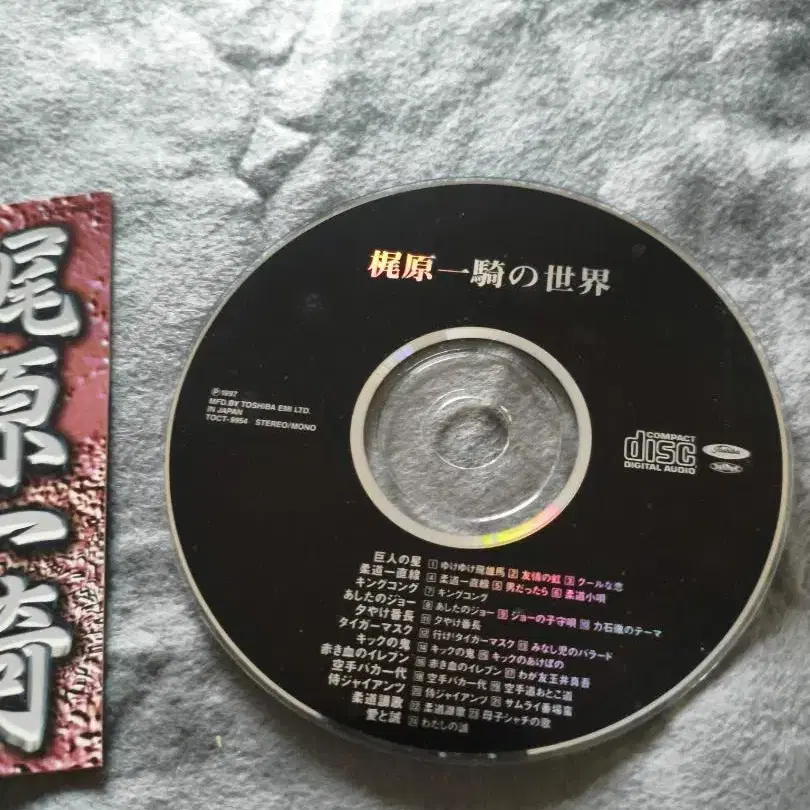 梶原一騎
梶原一騎の世界
Ⓟ1997
MFD.BY TOSHIBA EMI LTD.
IN JAPAN
TOCT-9954 STEREO/MONO
COMPACT
disc
DIGITAL AUDIO
巨人の星 1 ゆけゆけ飛雄馬 2 友情の虹 3 クールな恋
柔道一直線 4 柔道一直線 5 男だったら 6 柔道小唄
キングコング 7 キングコング
あしたのジョー 8 あしたのジョー 9 ジョーの子守唄 10 力石徹のテーマ
夕やけ番長 11 夕やけ番長
タイガーマスク 12 行け!タイガーマスク 13 みなし児のバラード
キックの鬼 14 キックの鬼 15 キックのあけぼの
赤き血のイレブン 16 赤き血のイレブン 17 わが友玉井真吾
空手バカ一代 18 空手バカ一代 19 空手道おとこ道
侍ジャイアンツ 20 侍ジャイアンツ 21 サムライ番場蛮
柔道讃歌 22 柔道讃歌 23 母子シャチの歌
愛と誠 24 わたしの誠